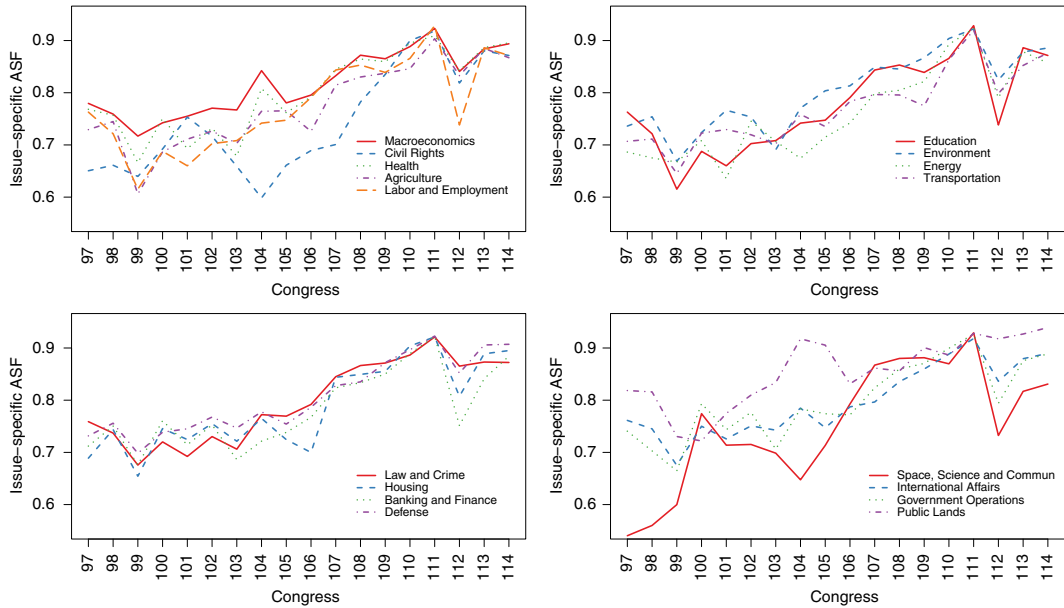 Issue−specific ASF
0.9
0.8
0.7
0.6
Macroeconomics
Civil Rights
Health
Agriculture
Labor and Employment
97 98 99 100 101 102 103 104 105 106 107 108 109 110 111 112 113 114
Congress
Issue−specific ASF
0.9
0.8
0.7
0.6
Education
Environment
Energy
Transportation
97 98 99 100 101 102 103 104 105 106 107 108 109 110 111 112 113 114
Congress
Issue−specific ASF
0.9
0.8
0.7
0.6
Law and Crime
Housing
Banking and Finance
Defense
97 98 99 100 101 102 103 104 105 106 107 108 109 110 111 112 113 114
Congress
Issue−specific ASF
0.9
0.8
0.7
0.6
Space, Science and Commun
International Affairs
Government Operations
Public Lands
97 98 99 100 101 102 103 104 105 106 107 108 109 110 111 112 113 114
Congress